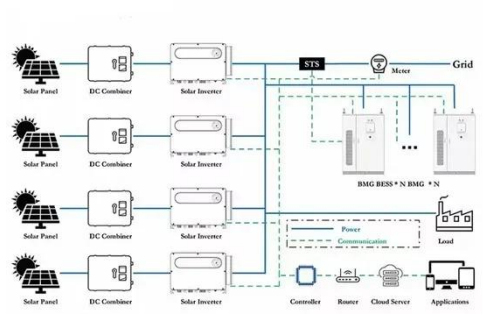 STS
Meter
Grid
Solar Panel
DC Combiner
Solar Inverter
Solar Panel
DC Combiner
Solar Inverter
BMG BESS * N BMG * N
Solar Panel
DC Combiner
Solar Inverter
Power
Communication
Load
Solar Panel
DC Combiner
Solar Inverter
Controller
Router
Cloud Server
Applications